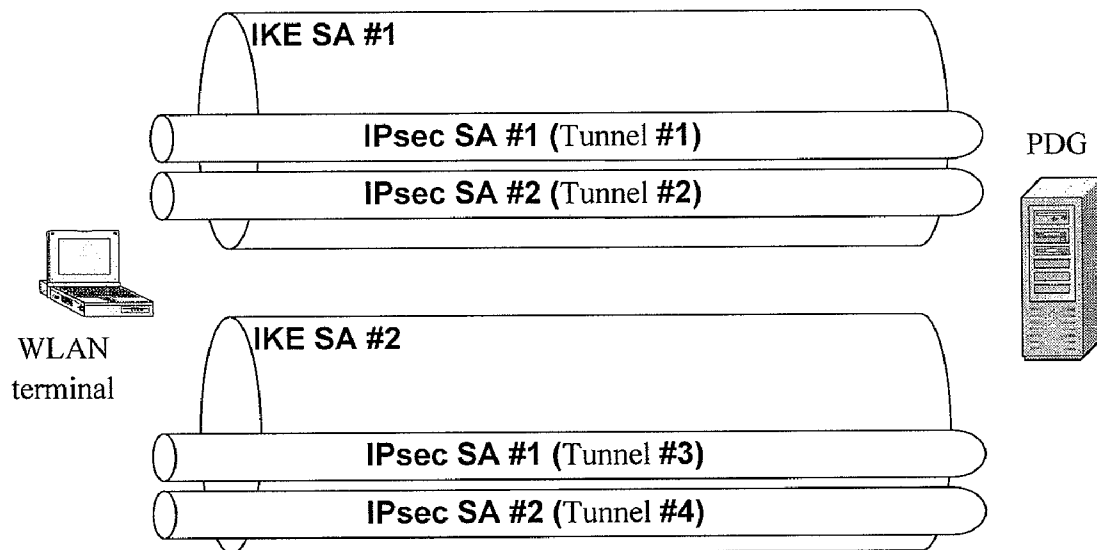 IKE SA #1
IPsec SA #1 (Tunnel #1)
IPsec SA #2 (Tunnel #2)
PDG
WLAN
terminal
IKE SA #2
IPsec SA #1 (Tunnel #3)
IPsec SA #2 (Tunnel #4)